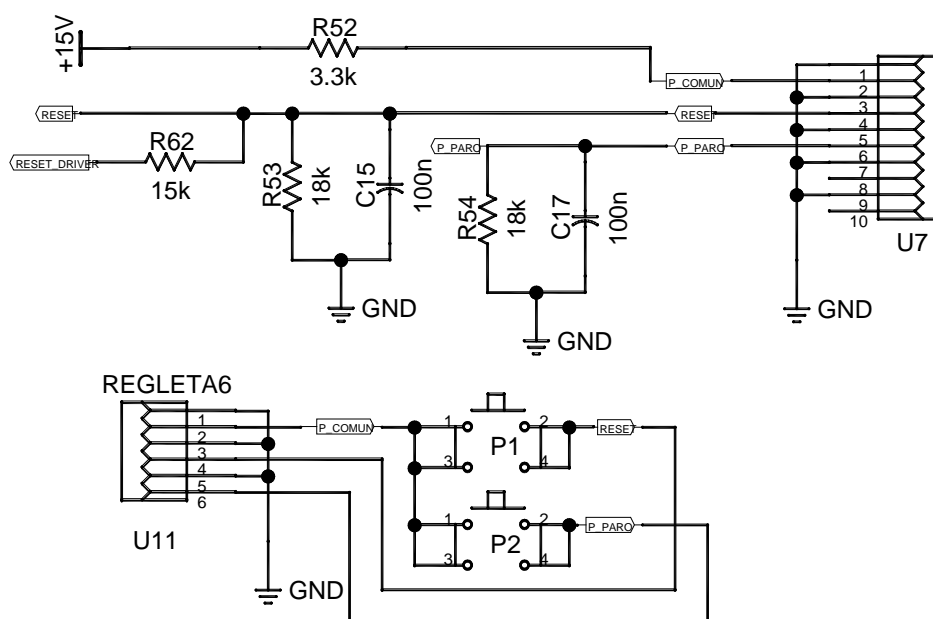 +15V
R52
3.3k
P_COMUN
1
2
RESET
RESET
3
4
R62
P_PARO
P_PARO
5
RESET_DRIVER
6
15k
R53
18k
C15
100n
7
R54
18k
C17
100n
8
9
10
U7
GND
GND
GND
REGLETA6
1
P_COMUN
1
2
RESET
2
P1
3
3
4
4
5
6
1
2
P_PARO
U11
P2
3
4
GND